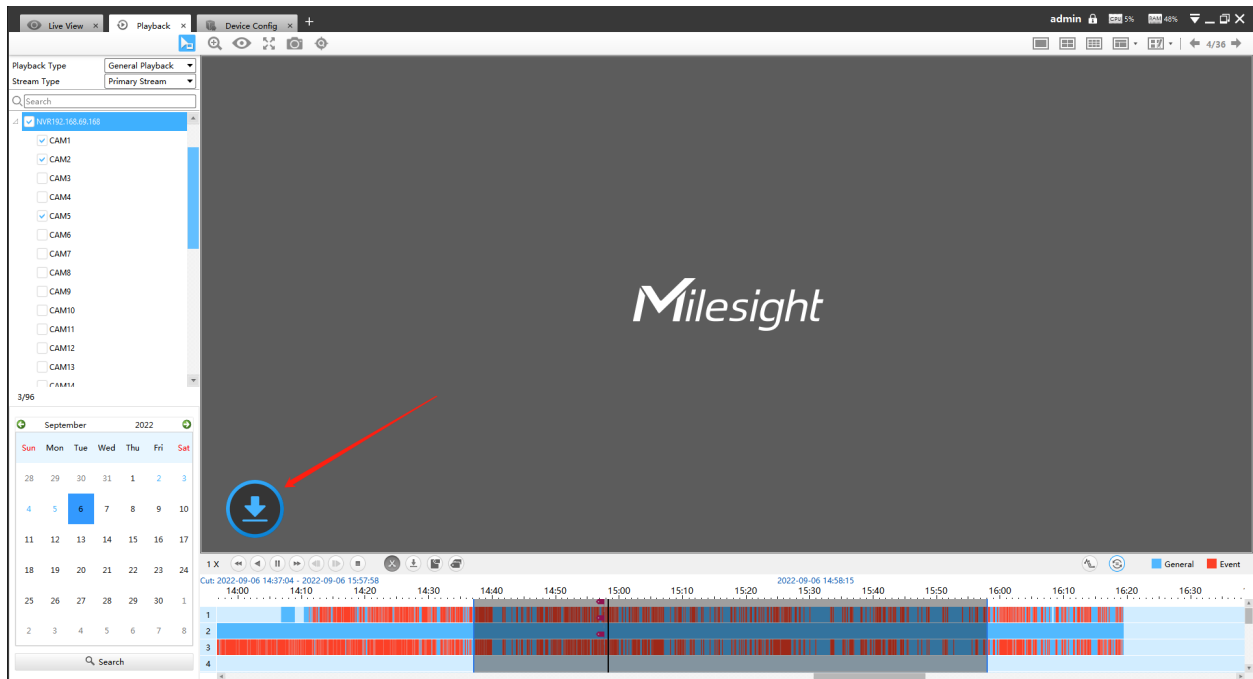 Live View × Playback × Device Config × +
admin CPU 5% RAM 48%
4/36
Playback Type General Playback
Stream Type Primary Stream
Search
NVR192.168.69.168
CAM1
CAM2
CAM3
CAM4
CAM5
CAM6
CAM7
CAM8
CAM9
CAM10
CAM11
CAM12
CAM13
CAM14
3/96
Milesight
September 2022
Sun Mon Tue Wed Thu Fri Sat
28 29 30 31 1 2 3
4 5 6 7 8 9 10
11 12 13 14 15 16 17
18 19 20 21 22 23 24
25 26 27 28 29 30 1
2 3 4 5 6 7 8
Search
1 X General Event
Cut: 2022-09-06 14:37:04 - 2022-09-06 15:57:58 2022-09-06 14:58:15
14:00 14:10 14:20 14:30 14:40 14:50 15:00 15:10 15:20 15:30 15:40 15:50 16:00 16:10 16:20 16:30
1
2
3
4